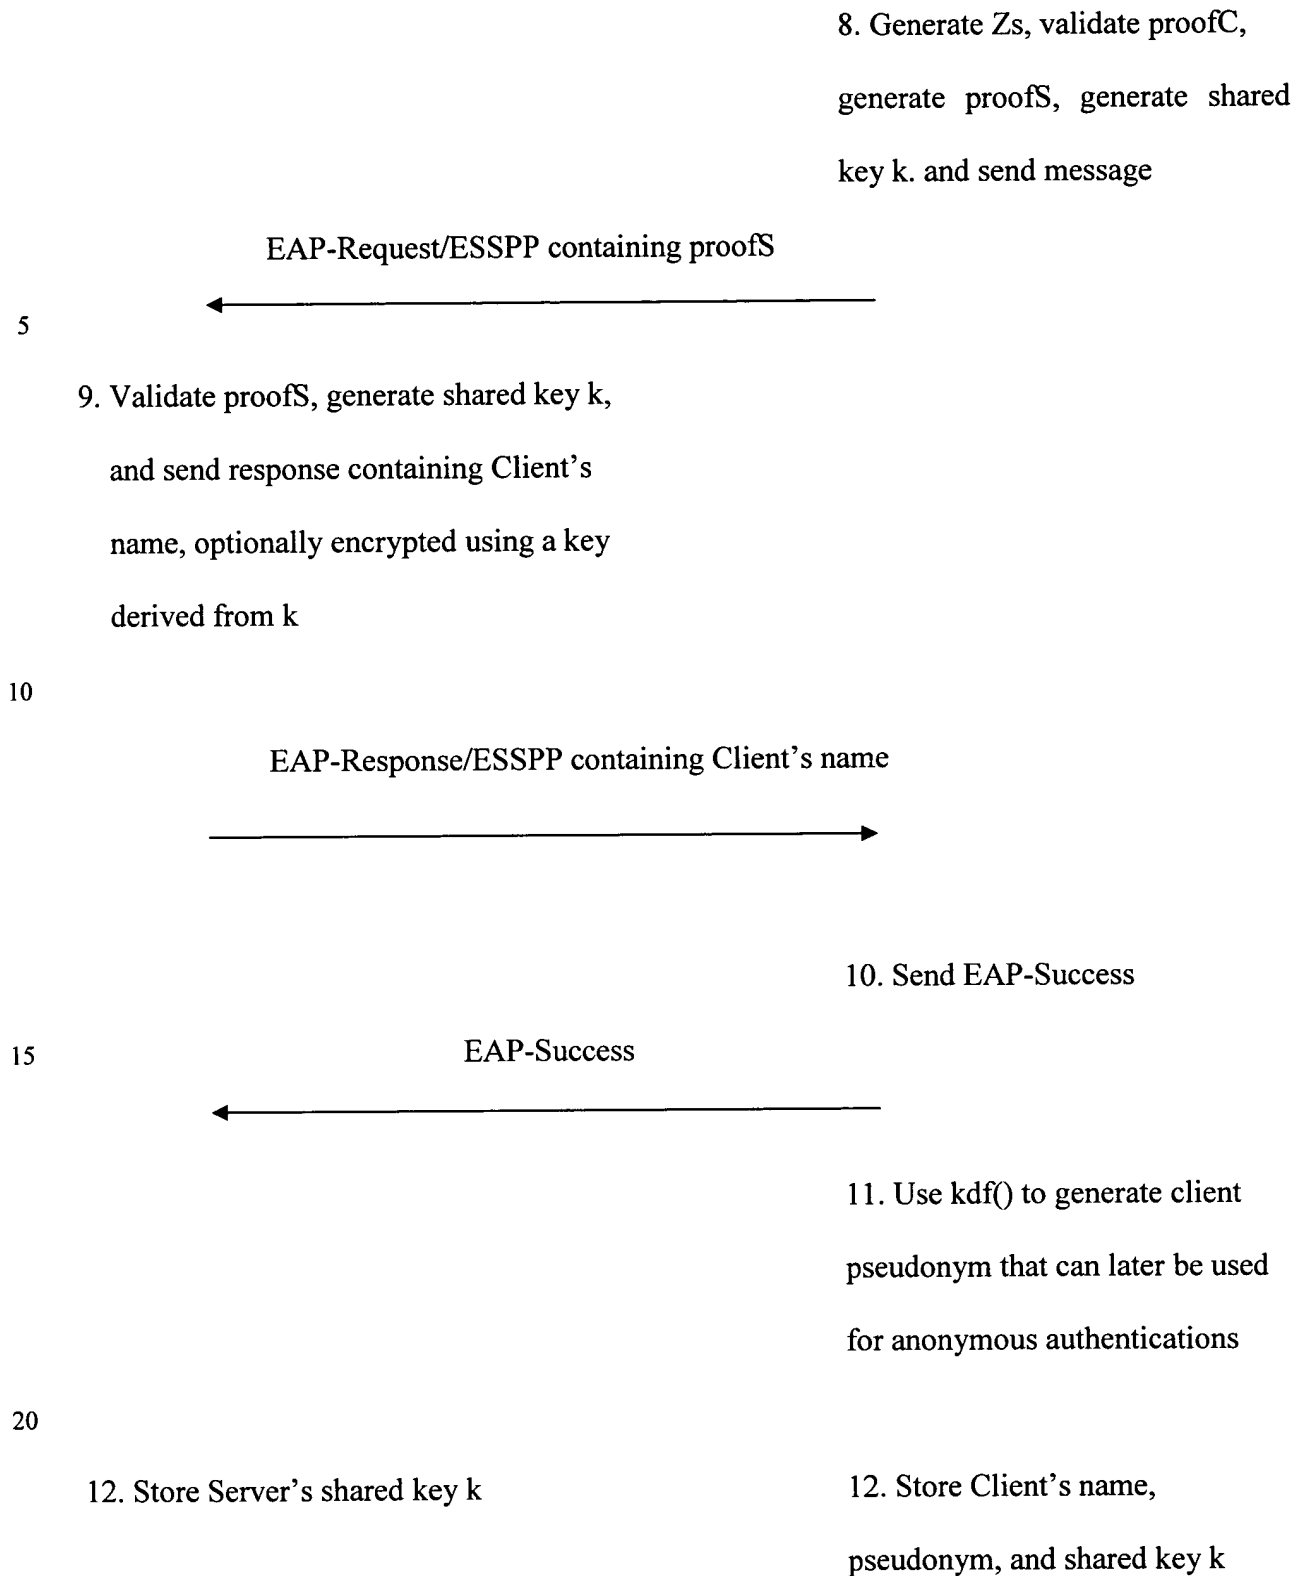 8. Generate Zs, validate proofC,
generate proofS, generate shared
key k. and send message
EAP-Request/ESSPP containing proofS
5
9. Validate proofS, generate shared key k,
and send response containing Client's
name, optionally encrypted using a key
derived from k
10
EAP-Response/ESSPP containing Client's name
10. Send EAP-Success
15
EAP-Success
11. Use kdf() to generate client
pseudonym that can later be used
for anonymous authentications
20
12. Store Server's shared key k
12. Store Client's name,
pseudonym, and shared key k